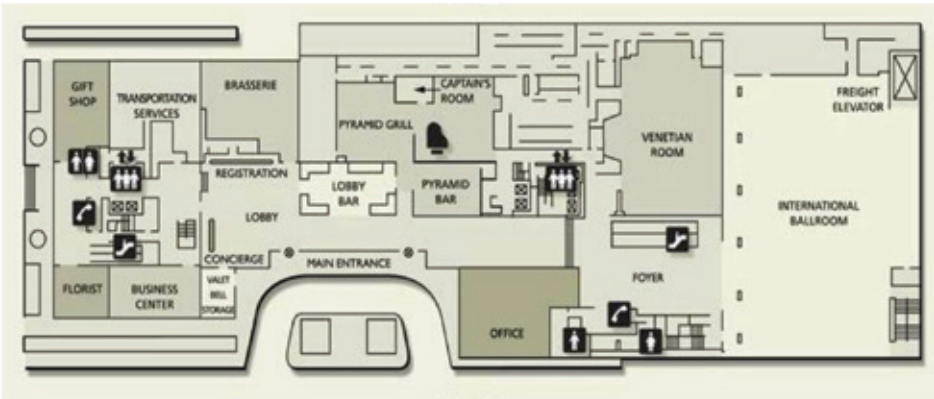 GIFT
SHOP
TRANSPORTATION
SERVICES
BRASSERIE
CAPTAIN'S
ROOM
PYRAMID GRILL
FREIGHT
ELEVATOR
VENETIAN
ROOM
REGISTRATION
LOBBY
BAR
PYRAMID
BAR
INTERNATIONAL
BALLROOM
LOBBY
CONCIERGE
MAIN ENTRANCE
FLORIST
BUSINESS
CENTER
VALET
BELL
STORAGE
FOYER
OFFICE